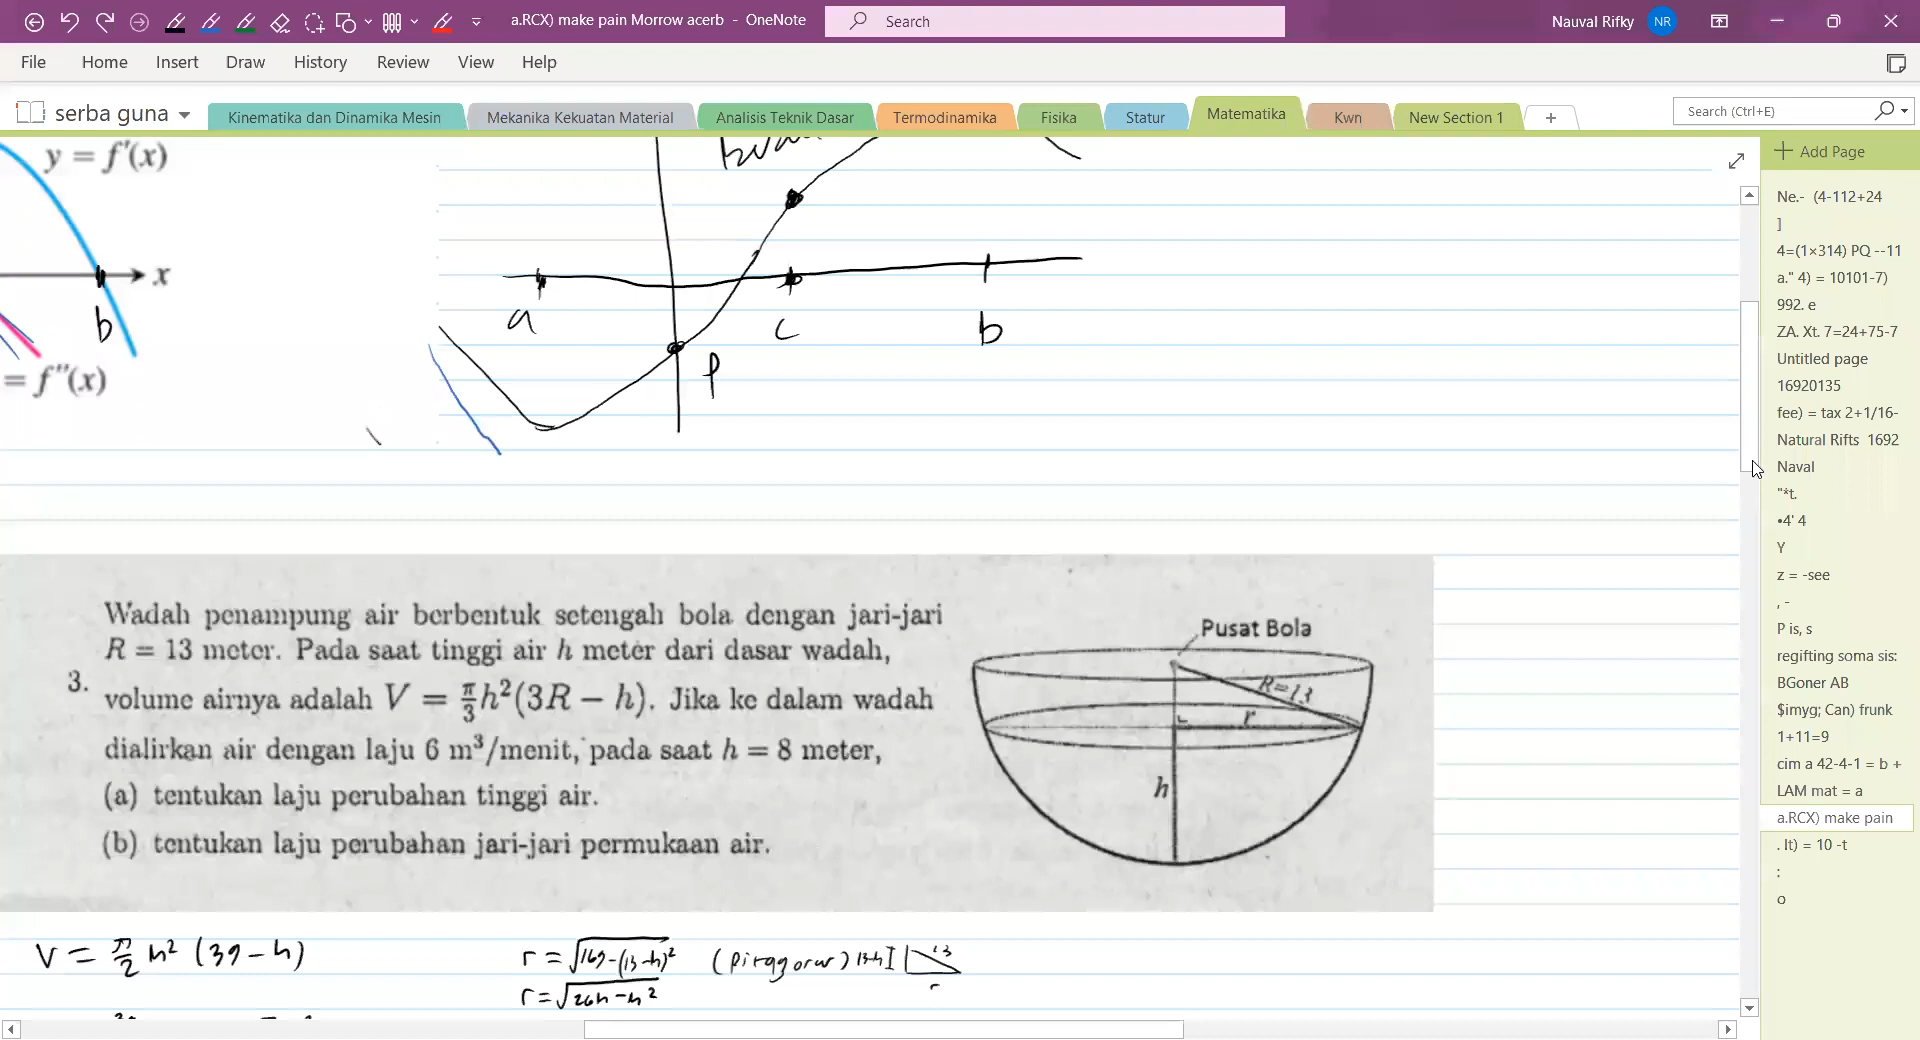 a.RCX) make pain Morrow acerb - OneNote
Search
Nauval Rifky NR
File Home Insert Draw History Review View Help
serba guna
Kinematika dan Dinamika Mesin Mekanika Kekuatan Material Analisis Teknik Dasar Termodinamika Fisika Statur Matematika Kwn New Section 1 +
Search (Ctrl+E)
y = f'(x)
x
b
= f"(x)
a
c
b
P
Wadah penampung air berbentuk setengah bola dengan jari-jari
R = 13 meter. Pada saat tinggi air h meter dari dasar wadah,
3.
volume airnya adalah V = π/3 h²(3R − h). Jika ke dalam wadah
dialirkan air dengan laju 6 m³/menit, pada saat h = 8 meter,
(a) tentukan laju perubahan tinggi air.
(b) tentukan laju perubahan jari-jari permukaan air.
Pusat Bola
R=13
r
h
V = π/2 h² (39 - h)
r = √169-(13-h)² 13-h 13
r
r = √26h-h²
Add Page
Ne.- (4-112+24
]
4=(1×314) PQ --11
a." 4) = 10101-7)
992. e
ZA. Xt. 7=24+75-7
Untitled page
16920135
fee) = tax 2+1/16-
Natural Rifts 1692
Naval
"*t.
•4' 4
Y
z = -see
, -
P is, s
regifting soma sis:
BGoner AB
$imyg; Can) frunk
1+11=9
cim a 42-4-1 = b +
LAM mat = a
a.RCX) make pain
. It) = 10 -t
:
o